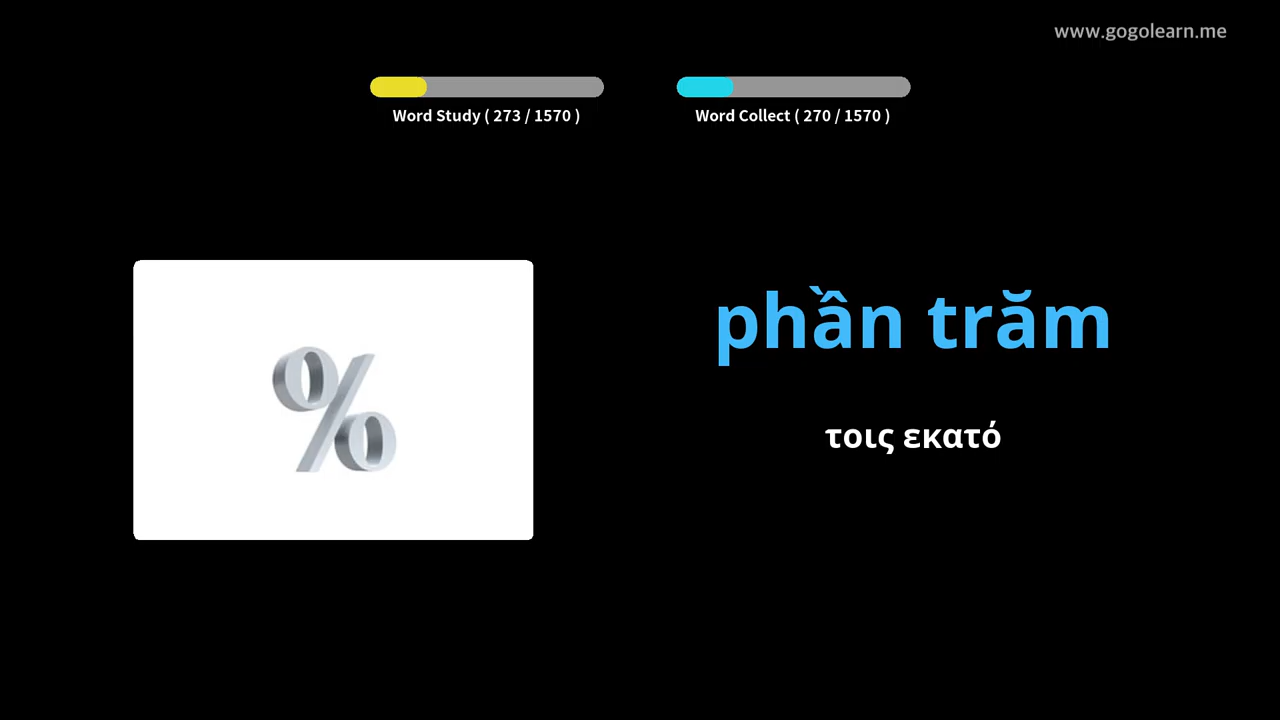 www.gogolearn.me
Word Study ( 273 / 1570 )
Word Collect ( 270 / 1570 )
%
phần trăm
τοις εκατό